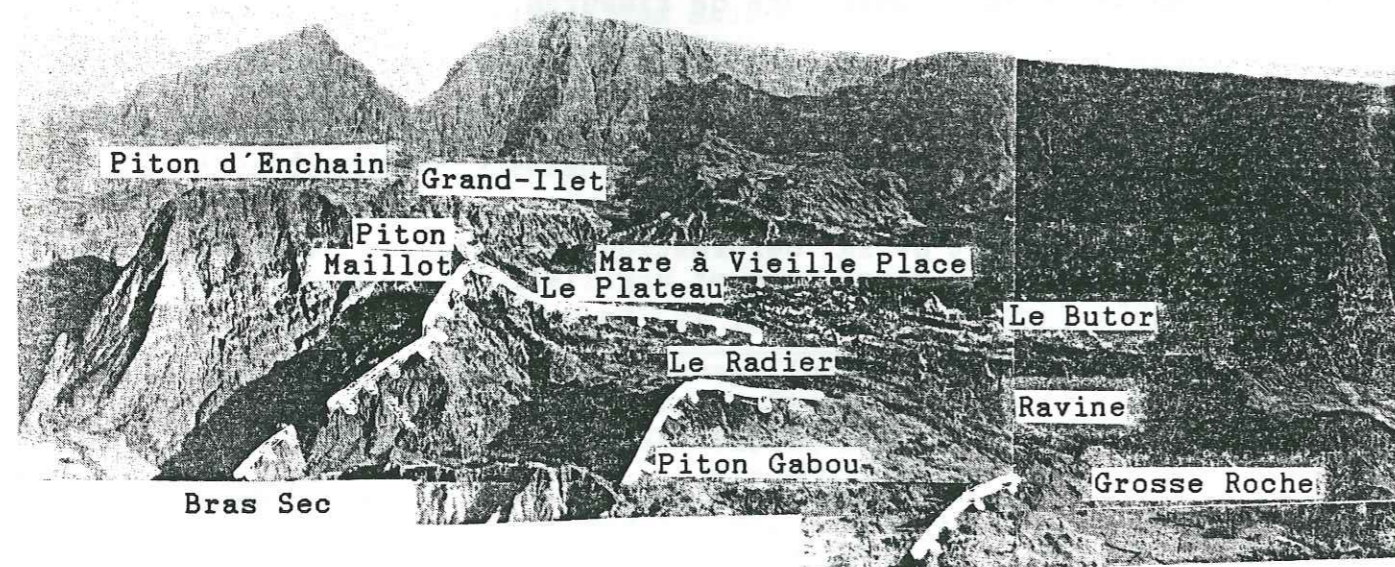 Piton d'Enchain
Grand-Ilet
Piton
Maillot
Mare à Vieille Place
Le Plateau
Le Butor
Le Radier
Ravine
Piton Gabou
Grosse Roche
Bras Sec